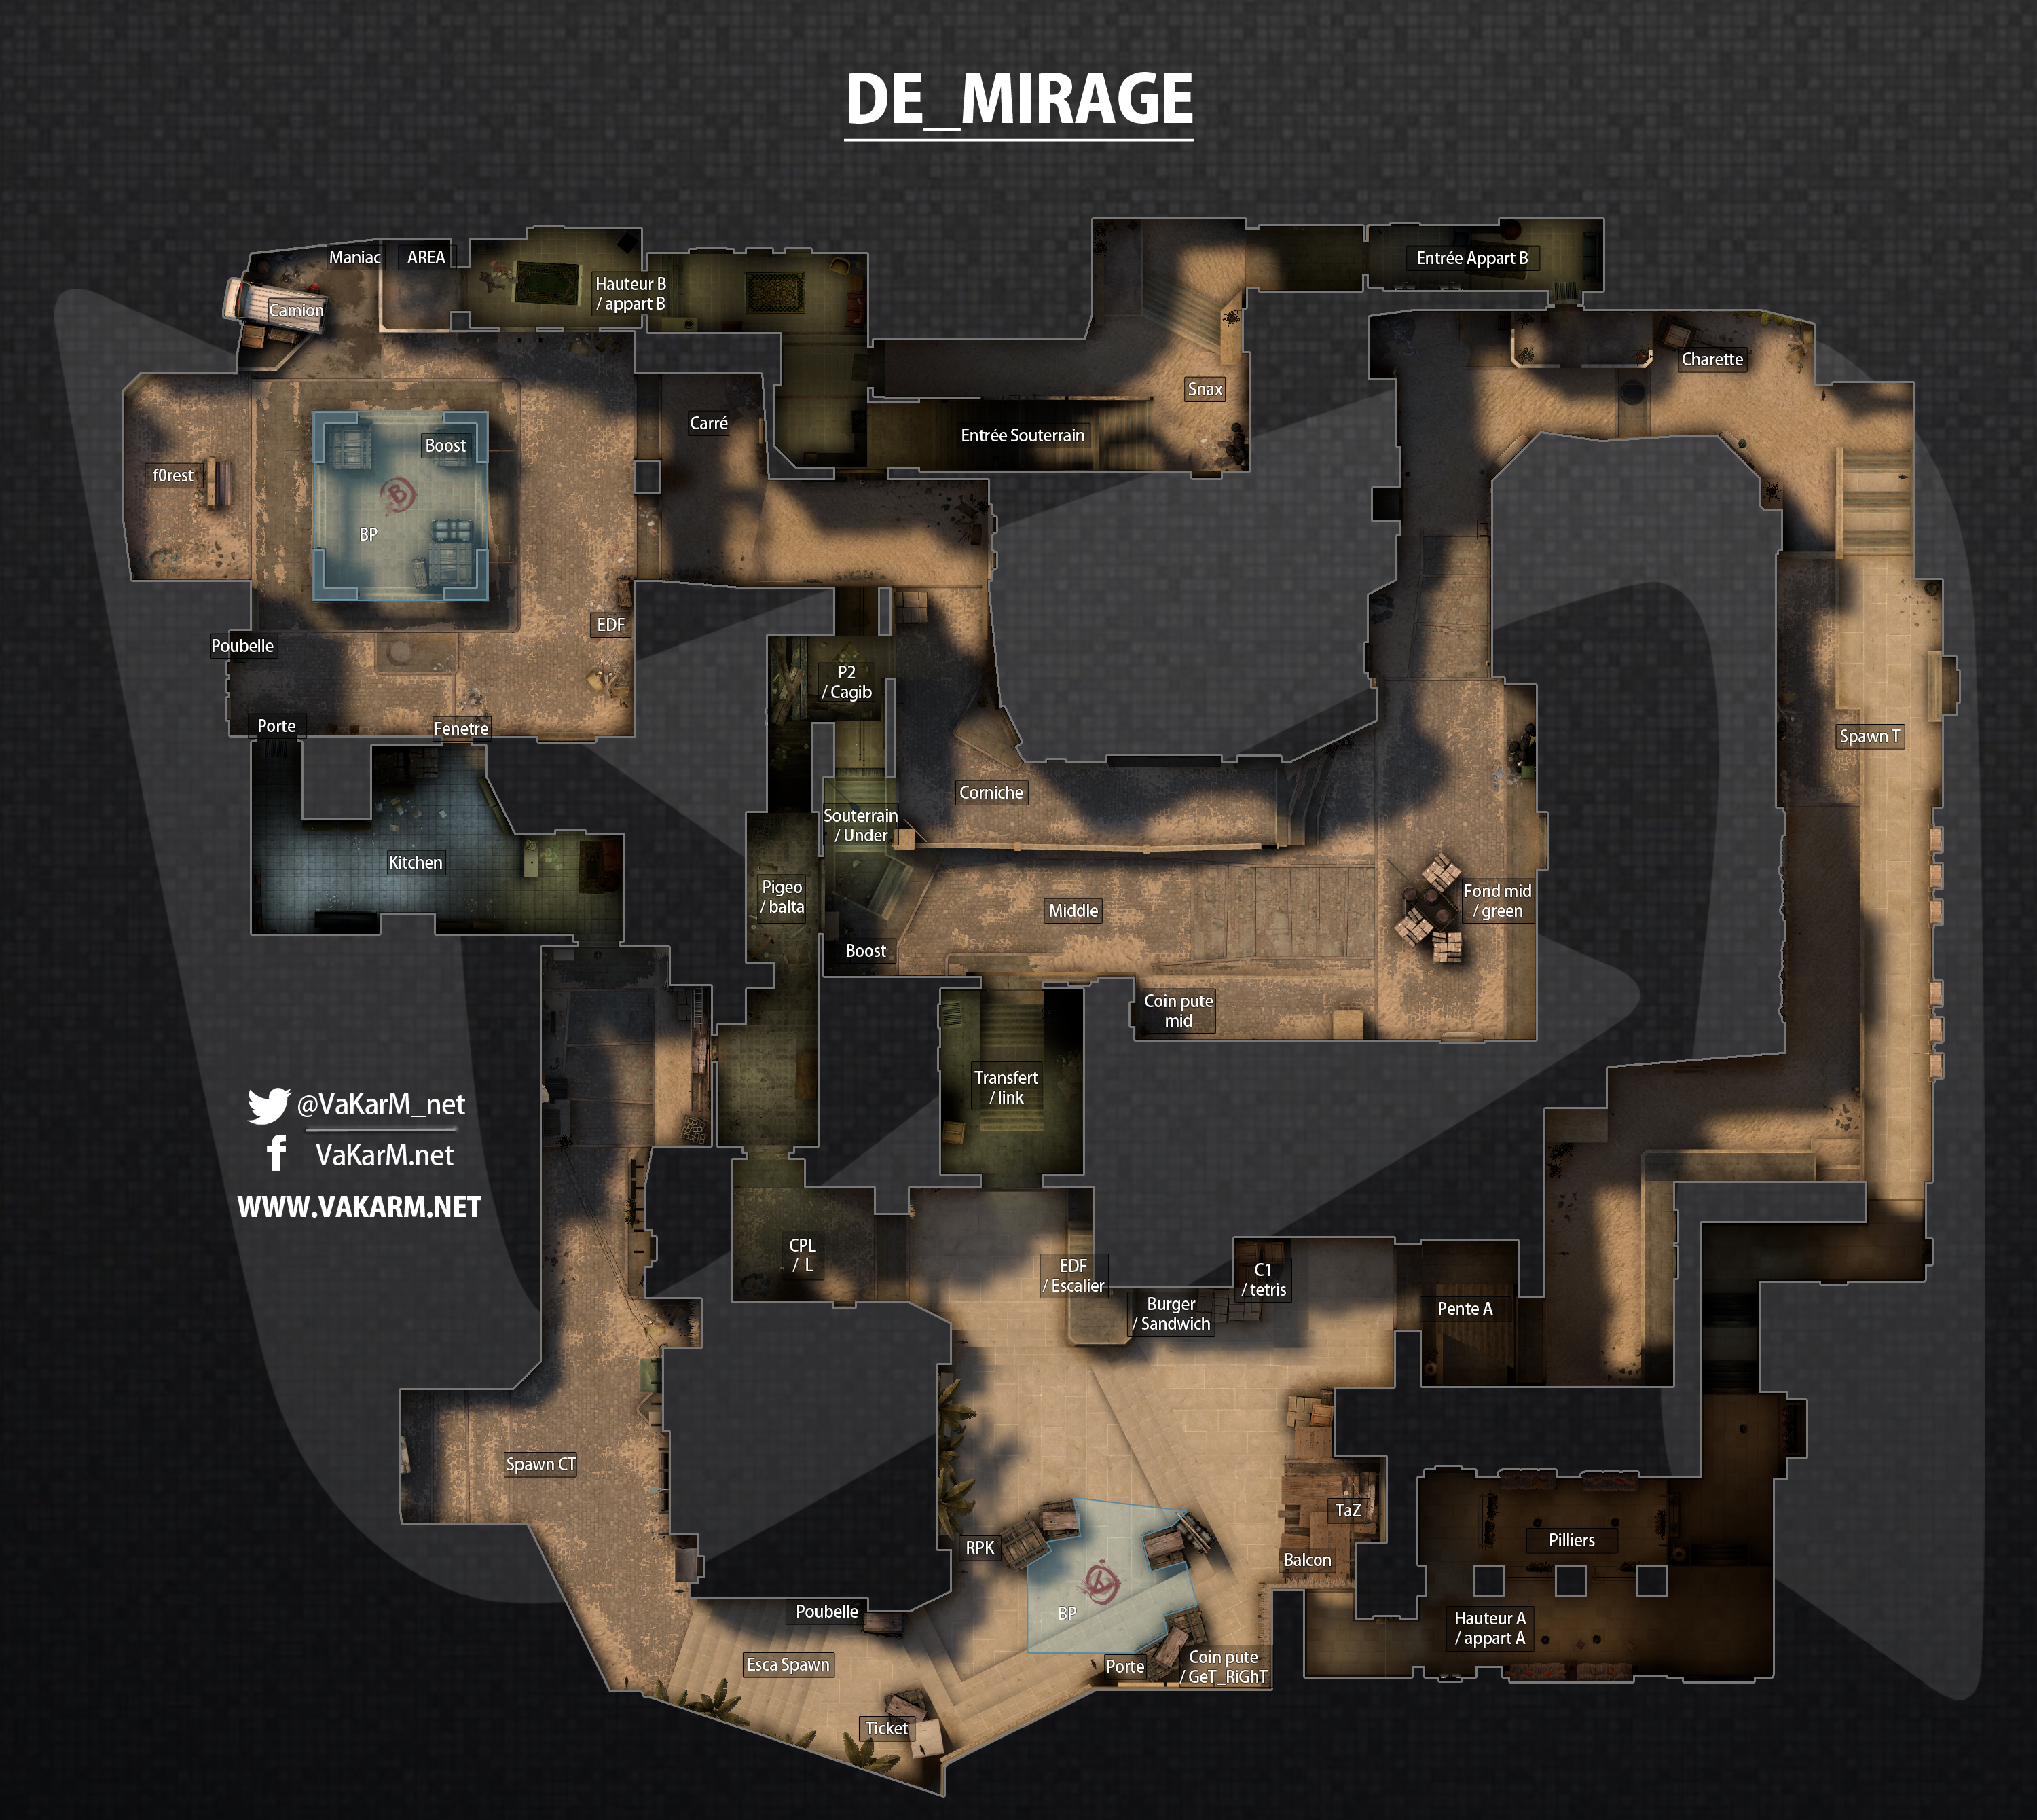 DE_MIRAGE
Maniac
AREA
Hauteur B
/ appart B
Camion
Entrée Appart B
Charette
Snax
Carré
Entrée Souterrain
Boost
f0rest
B
BP
EDF
Poubelle
P2
/ Cagib
Porte
Fenetre
Spawn T
Corniche
Souterrain
/ Under
Kitchen
Pigeo
/ balta
Middle
Fond mid
/ green
Boost
Coin pute
mid
Transfert
/ link
@VaKarM_net
VaKarM.net
WWW.VAKARM.NET
CPL
/ L
EDF
/ Escalier
C1
/ tetris
Burger
/ Sandwich
Pente A
Spawn CT
TaZ
RPK
Balcon
Pilliers
A
BP
Poubelle
Hauteur A
/ appart A
Esca Spawn
Porte
Coin pute
/ GeT_RiGhT
Ticket